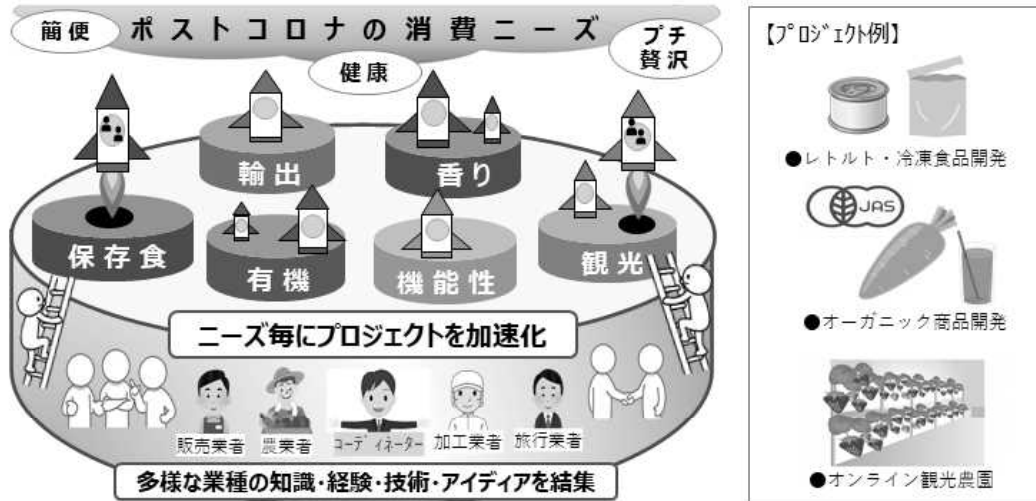 ポストコロナの消費ニーズ
簡便
健康
プチ
贅沢
輸出
香り
保存食
有機
機能性
観光
ニーズ毎にプロジェクトを加速化
販売業者
農業者
コーディネーター
加工業者
旅行業者
多様な業種の知識・経験・技術・アイディアを結集
【プロジェクト例】
●レトルト・冷凍食品開発
JAS
●オーガニック商品開発
●オンライン観光農園